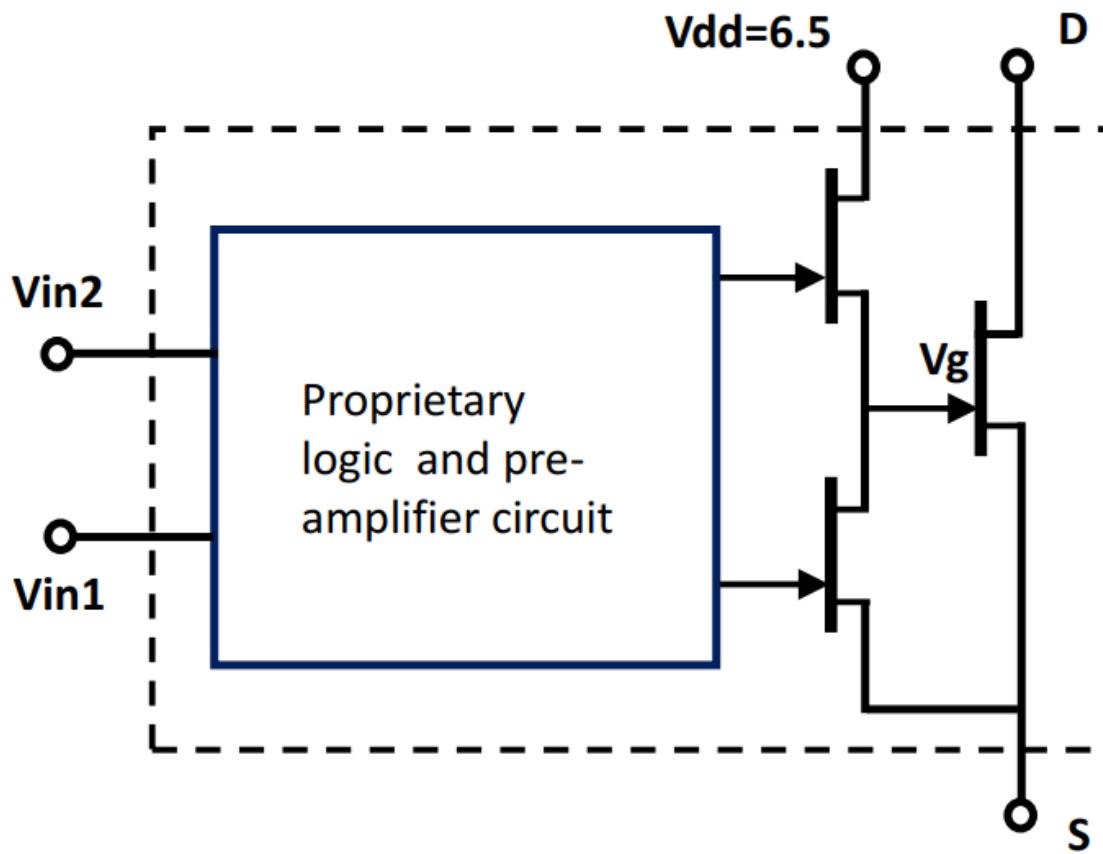 Vdd=6.5
D
Vin2
Vg
Proprietary
logic and pre-
amplifier circuit
Vin1
S